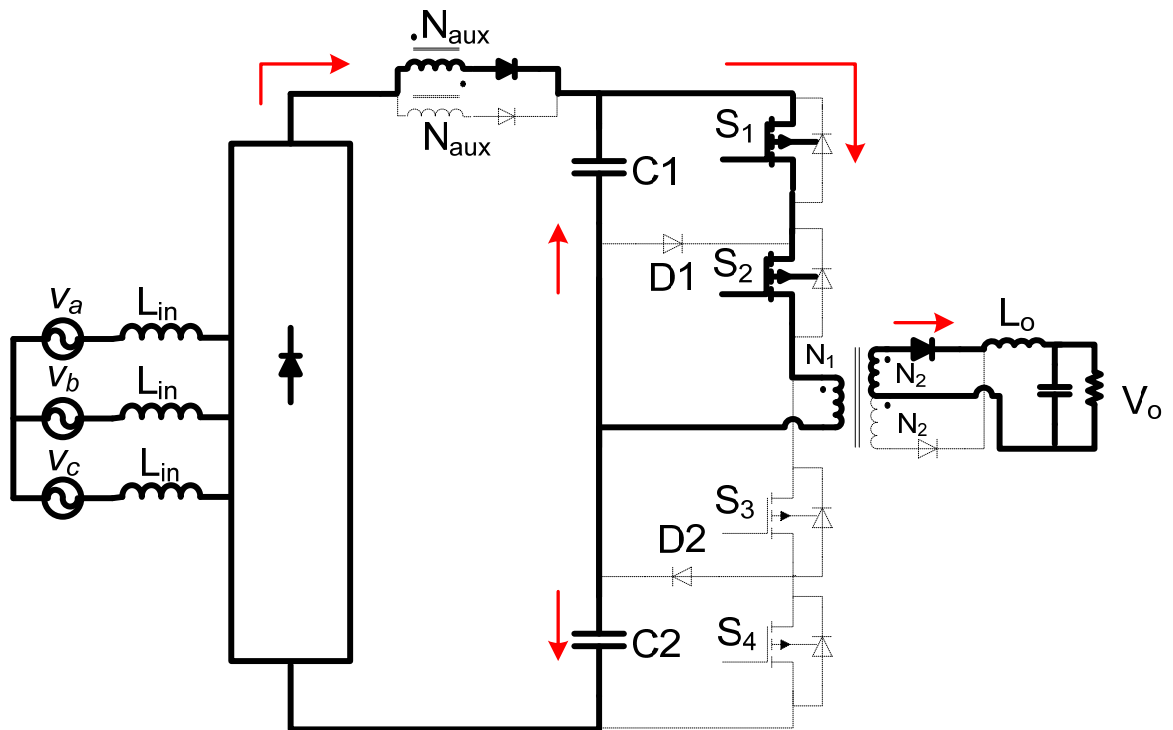 .Naux
Naux
S1
C1
D1
S2
va
Lin
vb
Lin
vc
Lin
N1
N2
N2
Lo
Vo
S3
D2
S4
C2